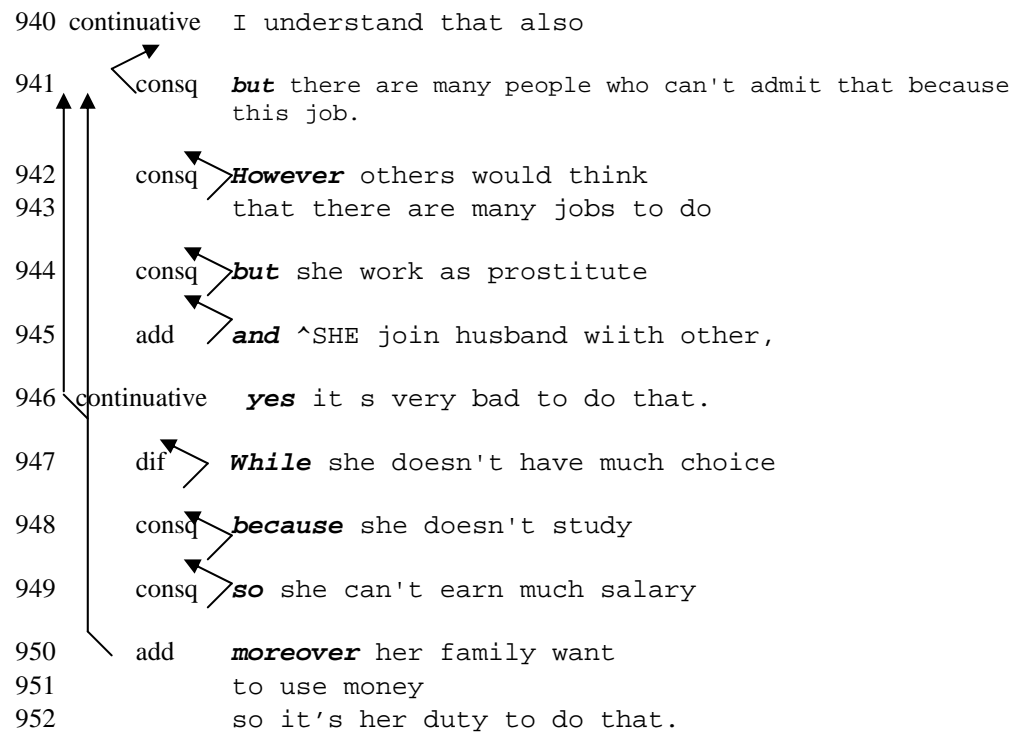 940 continuative I understand that also
941 consq but there are many people who can't admit that because
this job.
942 consq However others would think
943 that there are many jobs to do
944 consq but she work as prostitute
945 add and ^SHE join husband wiith other,
946 continuative yes it s very bad to do that.
947 dif While she doesn't have much choice
948 consq because she doesn't study
949 consq so she can't earn much salary
950 add moreover her family want
951 to use money
952 so it's her duty to do that.